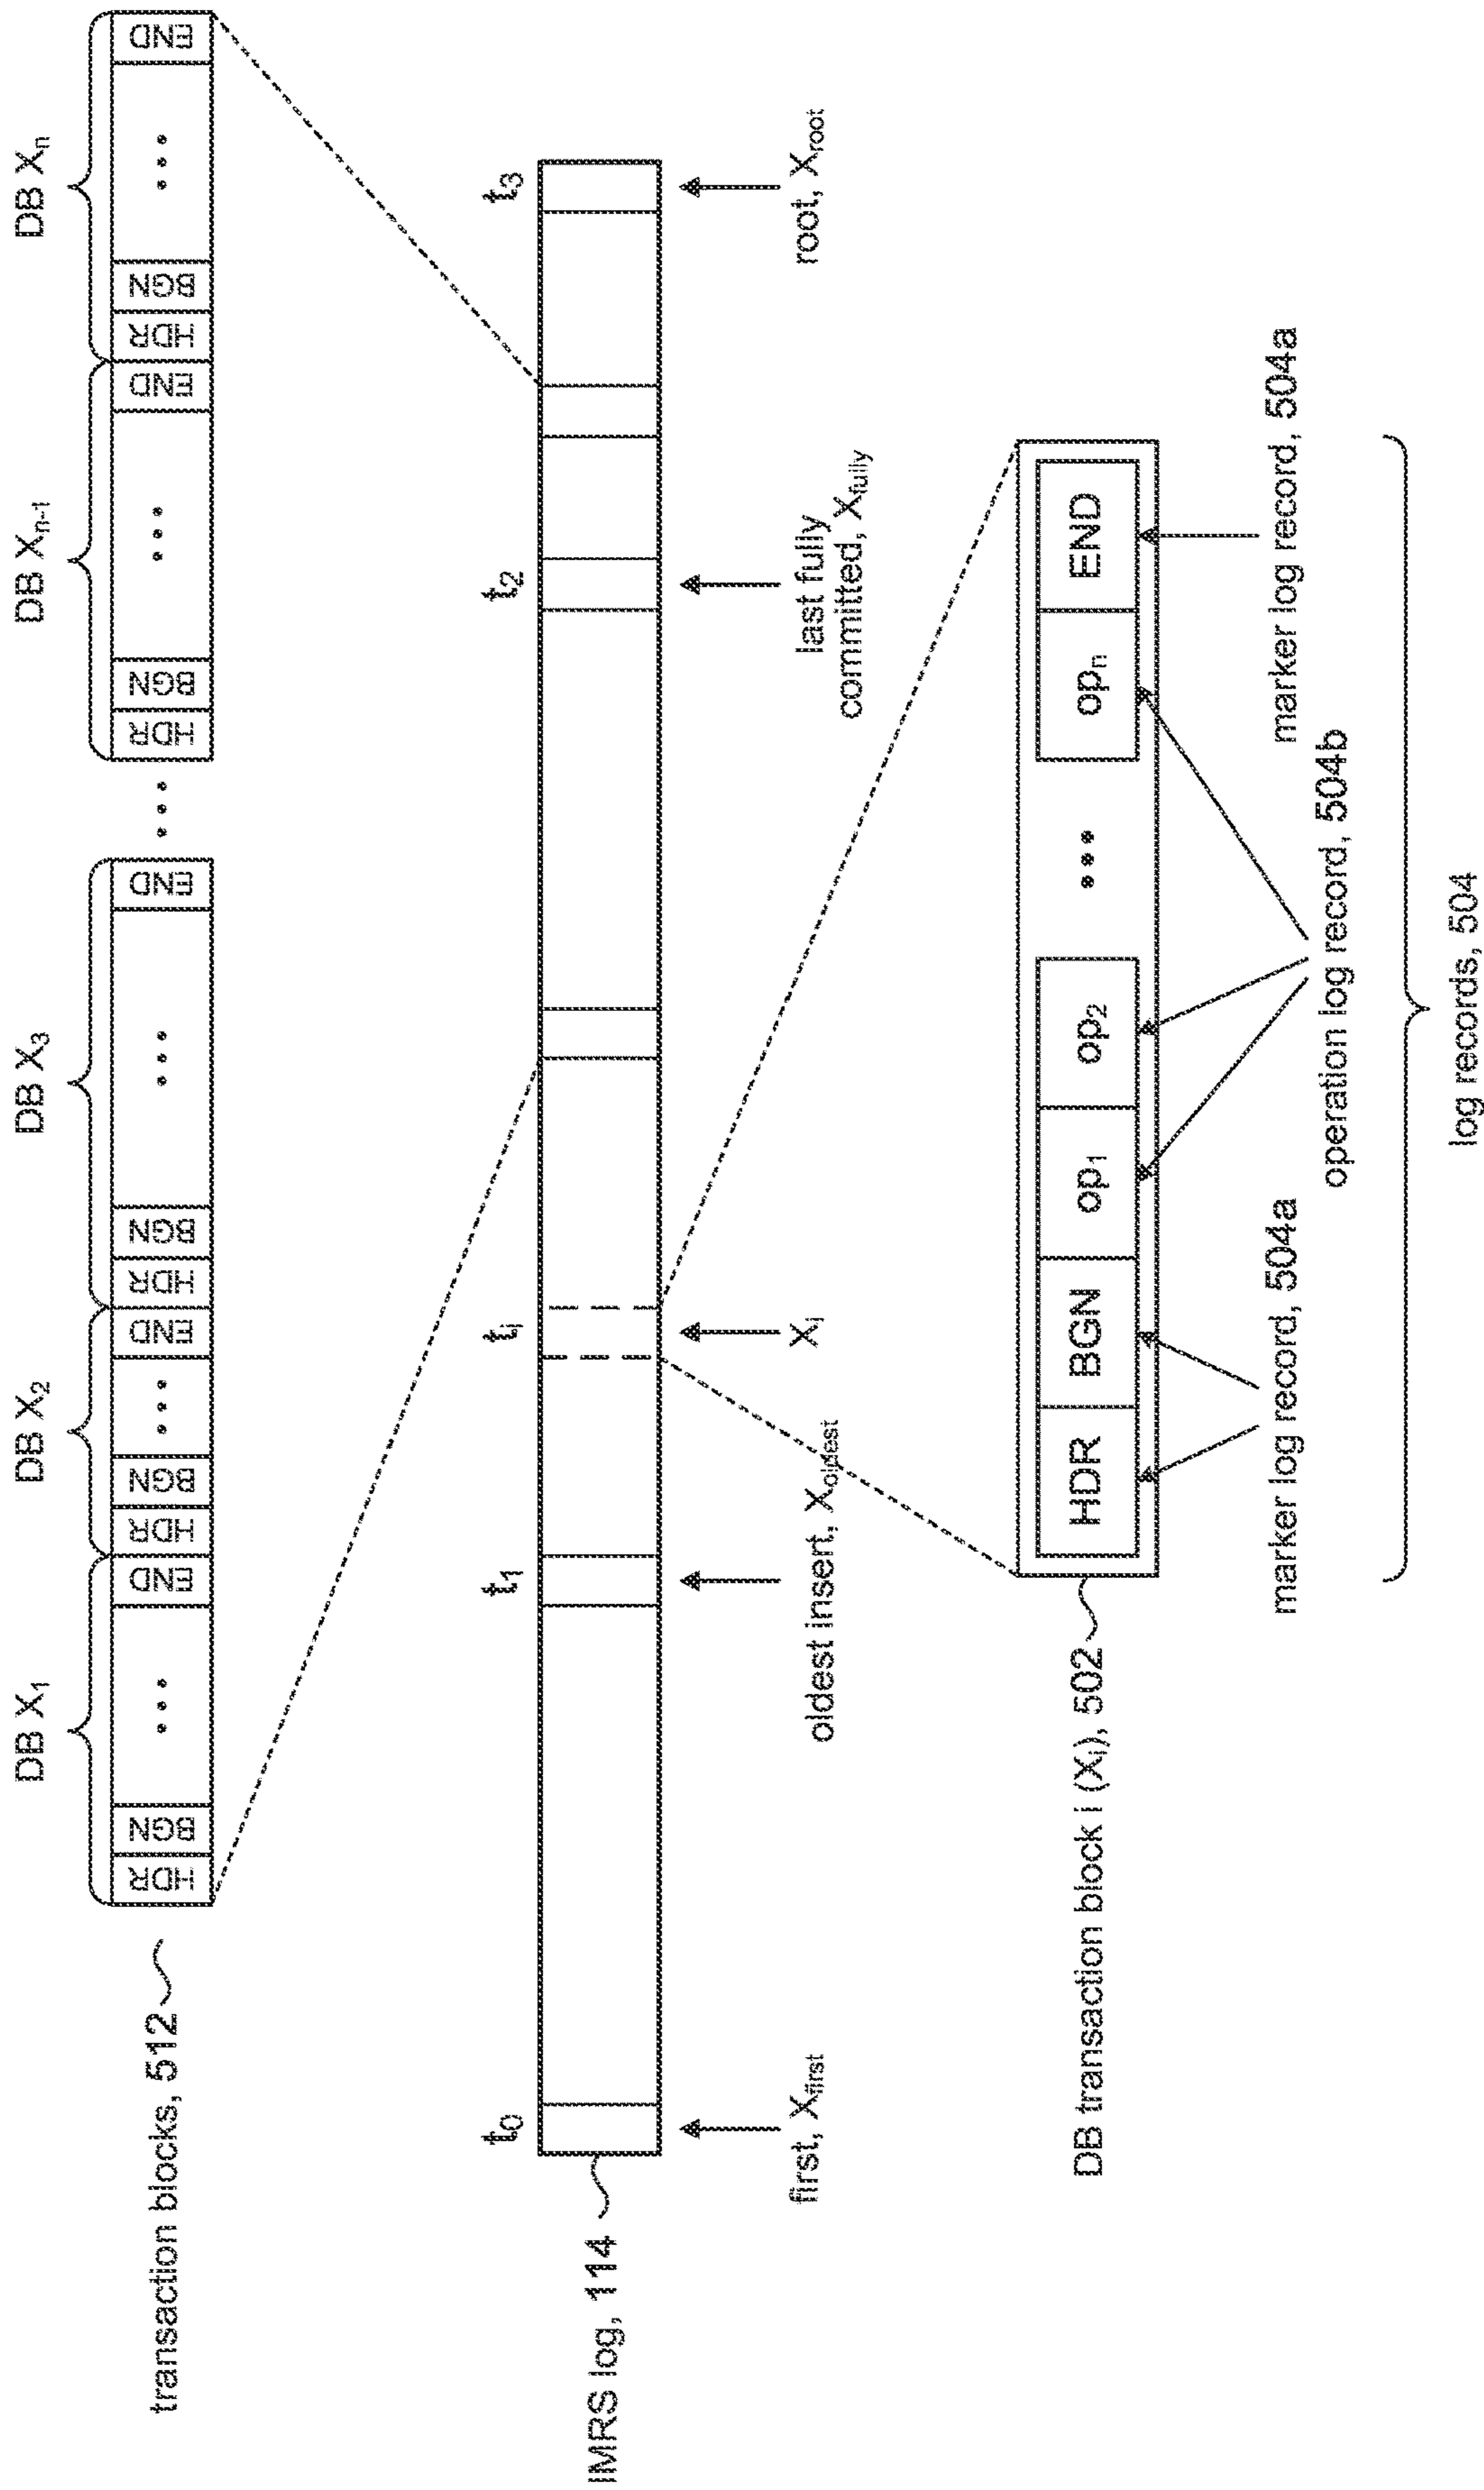 DB X1
DB X2
DB X3
DB Xn-1
DB Xn
transaction blocks, 512
HDR BGN ••• END HDR BGN ••• END HDR BGN ••• END ••• HDR BGN ••• END HDR BGN ••• END
t0
t1
ti
t2
t3
IMRS log, 114
first, Xfirst
oldest insert, Xoldest
Xi
last fully
committed, Xfully
root, Xroot
DB transaction block i (Xi), 502
HDR BGN op1 op2 ••• opn END
marker log record, 504a
marker log record, 504a
operation log record, 504b
log records, 504